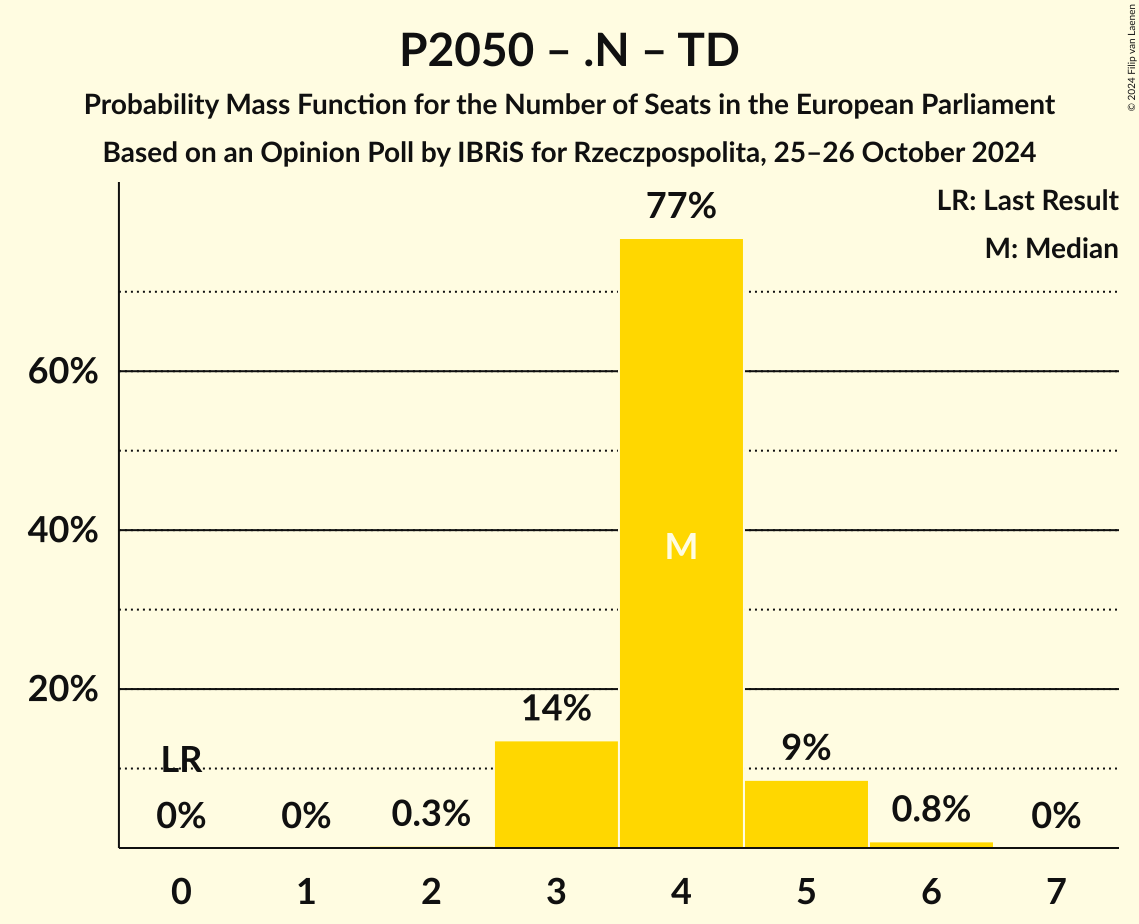 P2050 – .N – TD
Probability Mass Function for the Number of Seats in the European Parliament
Based on an Opinion Poll by IBRiS for Rzeczpospolita, 25–26 October 2024
© 2024 Filip van Laenen
LR: Last Result
M: Median
77%
60%
40%
M
20%
14%
9%
LR
0%
0%
0.3%
0.8%
0%
0 1 2 3 4 5 6 7